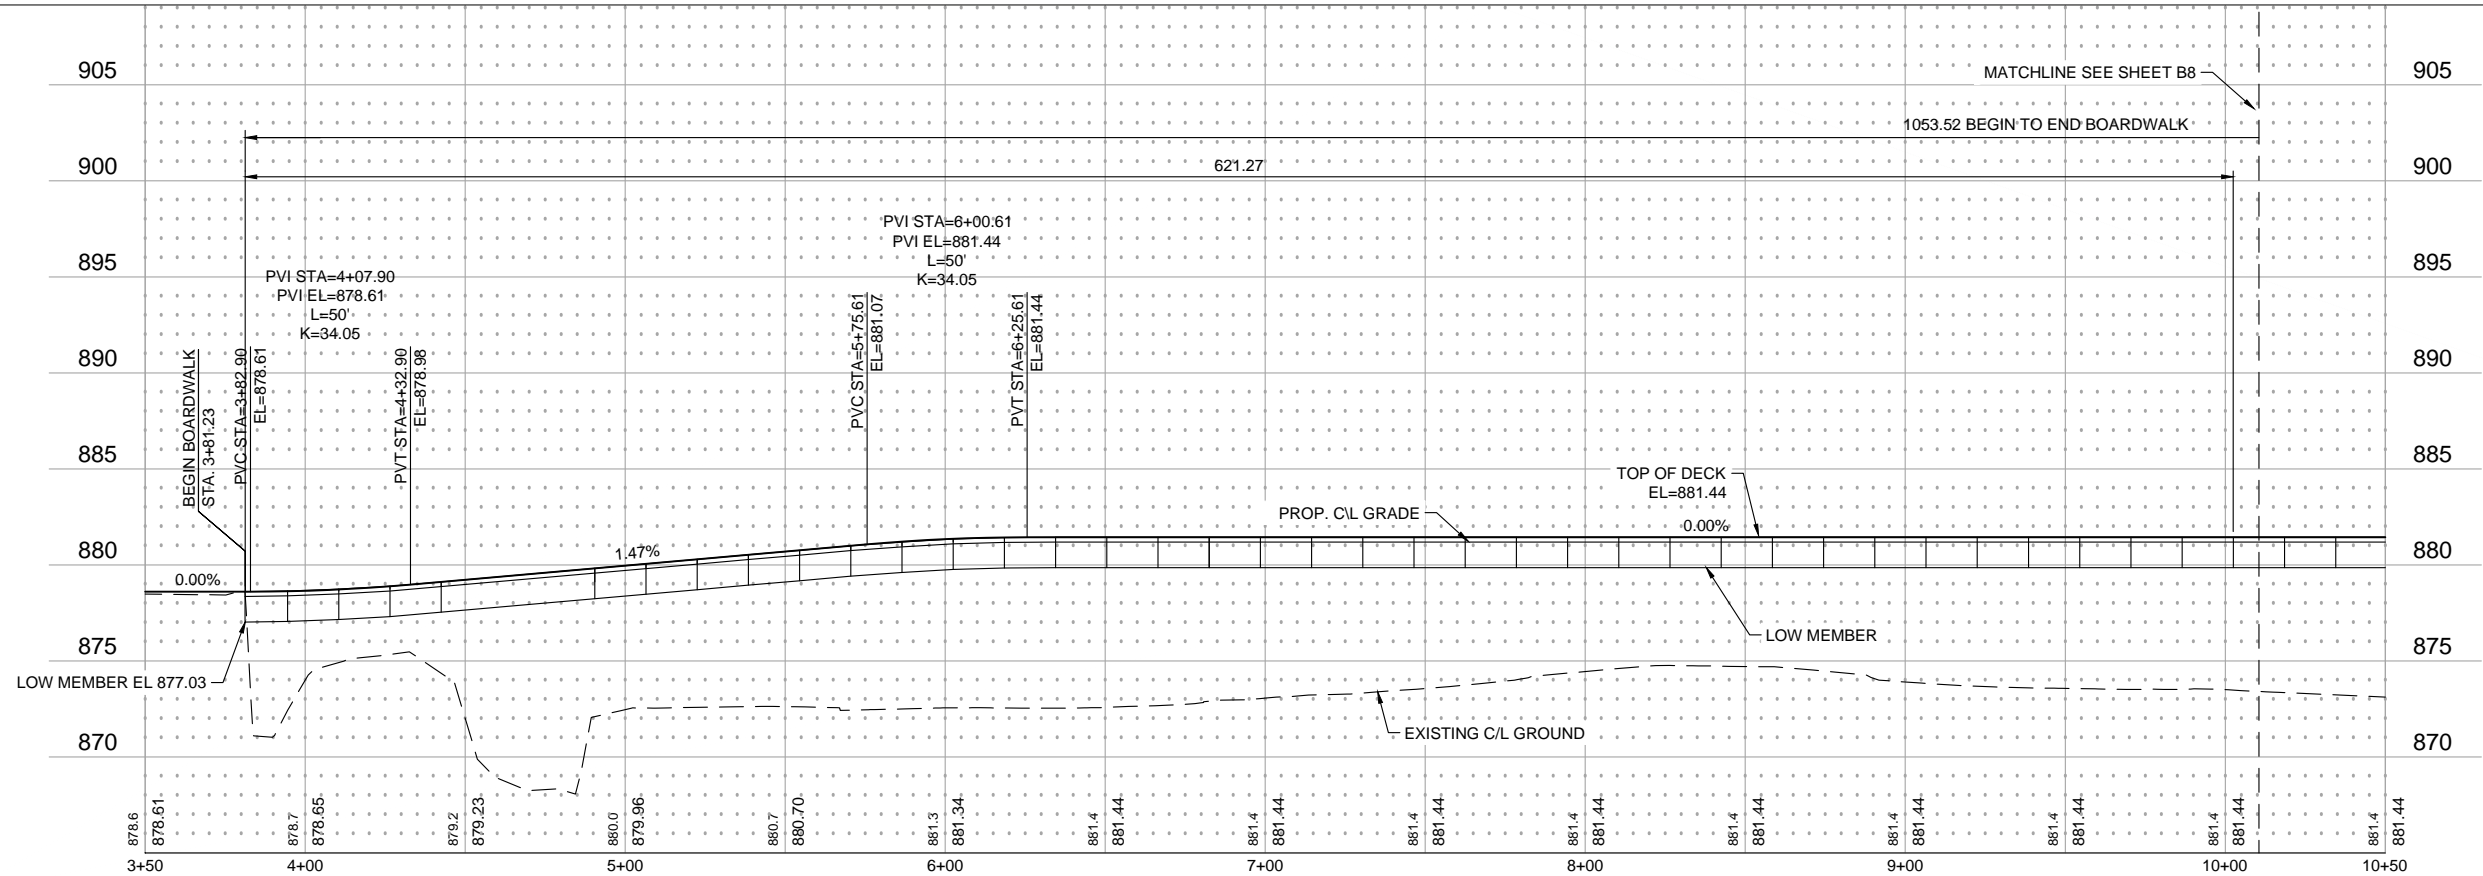 905
905
MATCHLINE SEE SHEET B8
1053.52 BEGIN TO END BOARDWALK
900
621.27
900
PVI STA=6+00.61
PVI EL=881.44
L=50'
K=34.05
895
895
PVI STA=4+07.90
PVI EL=878.61
L=50'
K=34.05
890
890
BEGIN BOARDWALK
STA. 3+81.23
PVC STA=3+82.90
EL=878.61
PVT STA=4+32.90
EL=878.98
PVC STA=5+75.61
EL=881.07
PVT STA=6+25.61
EL=881.44
885
885
TOP OF DECK
EL=881.44
PROP. C\L GRADE
0.00%
880
880
1.47%
0.00%
LOW MEMBER
875
875
LOW MEMBER EL 877.03
EXISTING C/L GROUND
870
870
878.6
878.61
878.7
878.65
879.2
879.23
880.0
879.96
880.7
880.70
881.3
881.34
881.4
881.44
881.4
881.44
881.4
881.44
881.4
881.44
881.4
881.44
881.4
881.44
881.4
881.44
881.4
881.44
881.4
881.44
3+50
4+00
5+00
6+00
7+00
8+00
9+00
10+00
10+50